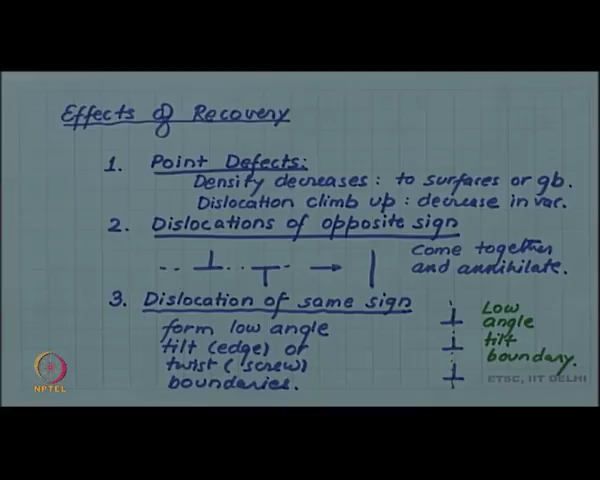 Effects of Recovery
1. Point Defects:
Density decreases: to surfaces or gb.
Dislocation climb up: decrease in vac.
2. Dislocations of opposite sign
come together
and annihilate.
3. Dislocation of same sign
form low angle
tilt (edge) or
twist (screw)
boundaries.
Low
angle
tilt
boundary.
NPTEL
ETSC, IIT DELHI